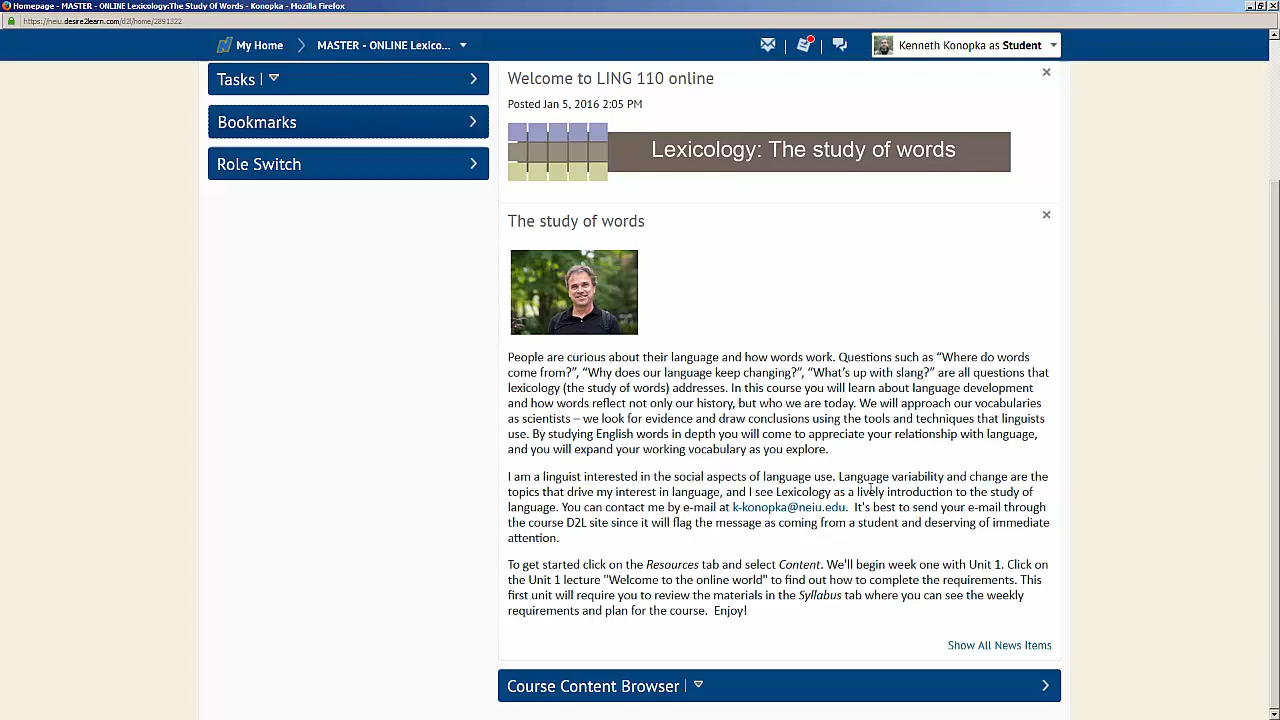 Homepage - MASTER - ONLINE Lexicology:The Study Of Words - Konopka - Mozilla Firefox
https://neiu.desire2learn.com/d2l/home/2891322
My Home
MASTER - ONLINE Lexico...
Kenneth Konopka as Student
Tasks
Bookmarks
Role Switch
Welcome to LING 110 online
Posted Jan 5, 2016 2:05 PM
Lexicology: The study of words
The study of words
People are curious about their language and how words work. Questions such as “Where do words
come from?”, “Why does our language keep changing?”, “What’s up with slang?” are all questions that
lexicology (the study of words) addresses. In this course you will learn about language development
and how words reflect not only our history, but who we are today. We will approach our vocabularies
as scientists – we look for evidence and draw conclusions using the tools and techniques that linguists
use. By studying English words in depth you will come to appreciate your relationship with language,
and you will expand your working vocabulary as you explore.
I am a linguist interested in the social aspects of language use. Language variability and change are the
topics that drive my interest in language, and I see Lexicology as a lively introduction to the study of
language. You can contact me by e-mail at k-konopka@neiu.edu. It's best to send your e-mail through
the course D2L site since it will flag the message as coming from a student and deserving of immediate
attention.
To get started click on the Resources tab and select Content. We'll begin week one with Unit 1. Click on
the Unit 1 lecture "Welcome to the online world" to find out how to complete the requirements. This
first unit will require you to review the materials in the Syllabus tab where you can see the weekly
requirements and plan for the course. Enjoy!
Show All News Items
Course Content Browser